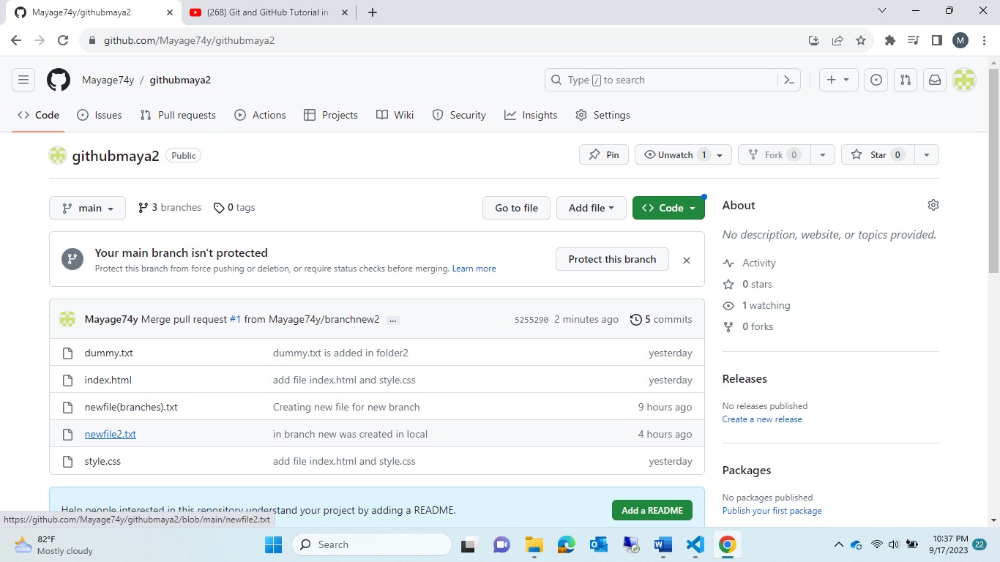 Mayage74y/githubmaya2
(268) Git and GitHub Tutorial in
github.com/Mayage74y/githubmaya2
M
Mayage74y / githubmaya2
Type / to search
Code
Issues
Pull requests
Actions
Projects
Wiki
Security
Insights
Settings
githubmaya2 Public
Pin
Unwatch 1
Fork 0
Star 0
main
3 branches
0 tags
Go to file
Add file
Code
Your main branch isn't protected
Protect this branch from force pushing or deletion, or require status checks before merging. Learn more
Protect this branch
Mayage74y Merge pull request #1 from Mayage74y/branchnew2 ...
5255290 2 minutes ago
5 commits
dummy.txt dummy.txt is added in folder2 yesterday
index.html add file index.html and style.css yesterday
newfile(branches).txt Creating new file for new branch 9 hours ago
newfile2.txt in branch new was created in local 4 hours ago
style.css add file index.html and style.css yesterday
Help people interested in this repository understand your project by adding a README.
Add a README
About
No description, website, or topics provided.
Activity
0 stars
1 watching
0 forks
Releases
No releases published
Create a new release
Packages
No packages published
Publish your first package
https://github.com/Mayage74y/githubmaya2/blob/main/newfile2.txt
82°F
Mostly cloudy
Search
10:37 PM
9/17/2023
22